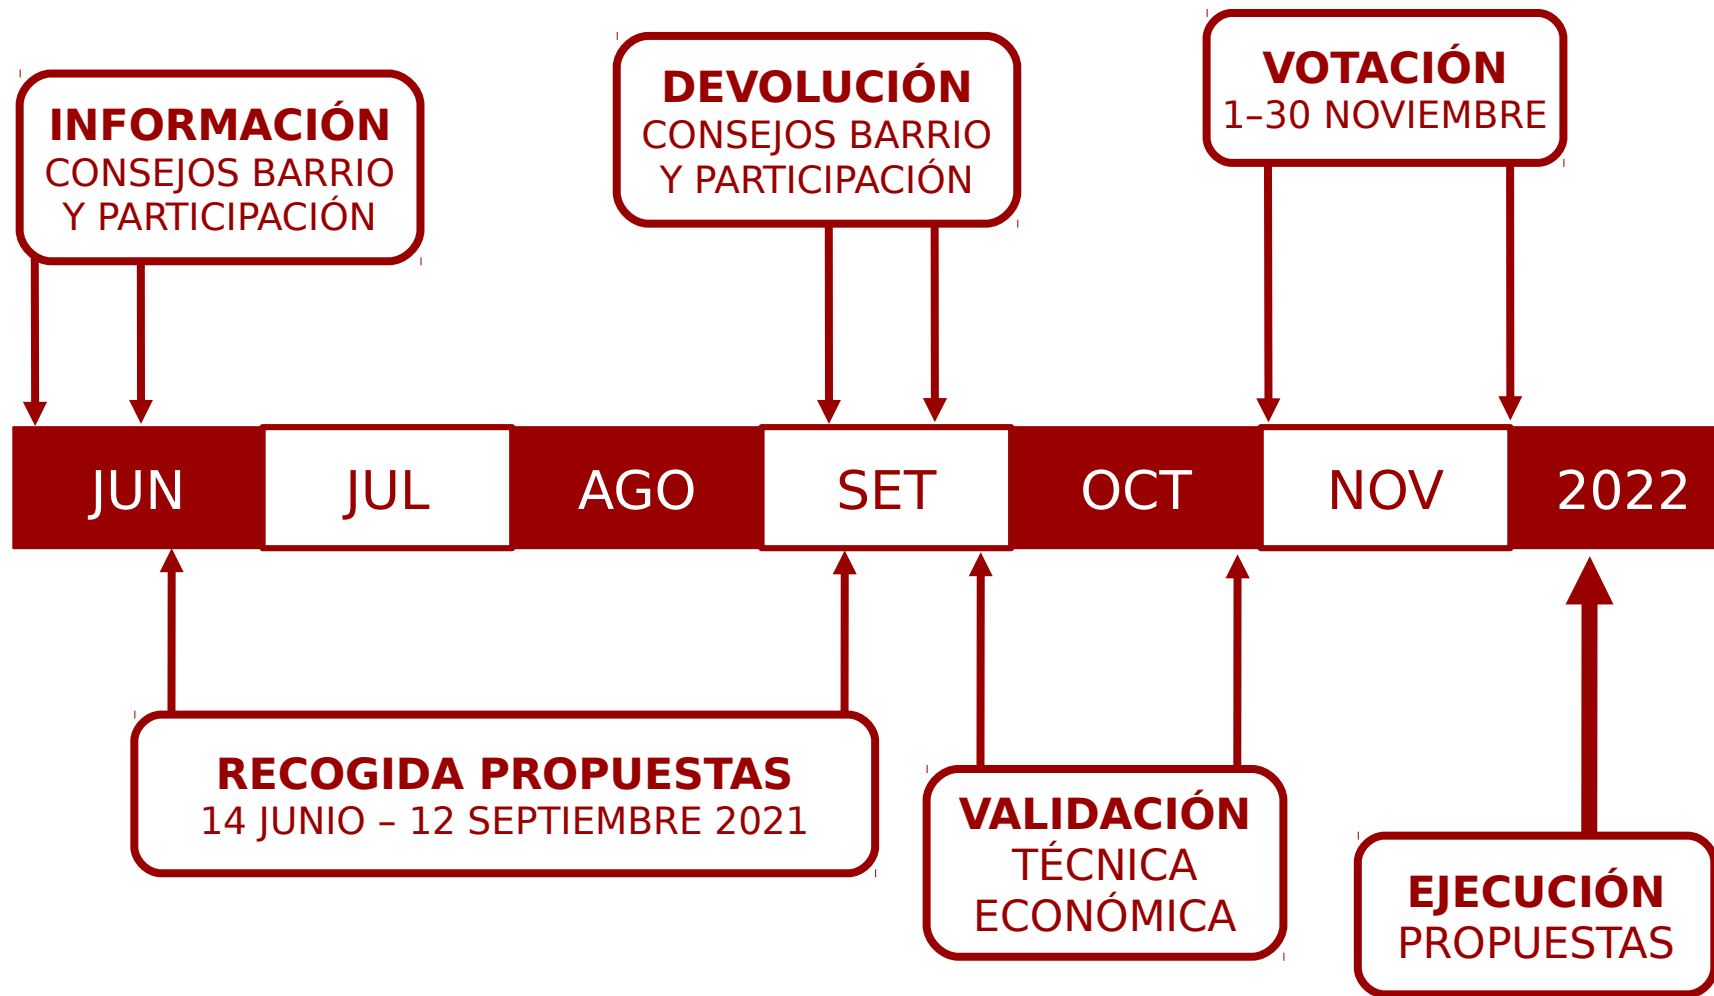 INFORMACIÓN
CONSEJOS BARRIO
Y PARTICIPACIÓN
DEVOLUCIÓN
CONSEJOS BARRIO
Y PARTICIPACIÓN
VOTACIÓN
1–30 NOVIEMBRE
JUN
JUL
AGO
SET
OCT
NOV
2022
RECOGIDA PROPUESTAS
14 JUNIO – 12 SEPTIEMBRE 2021
VALIDACIÓN
TÉCNICA
ECONÓMICA
EJECUCIÓN
PROPUESTAS